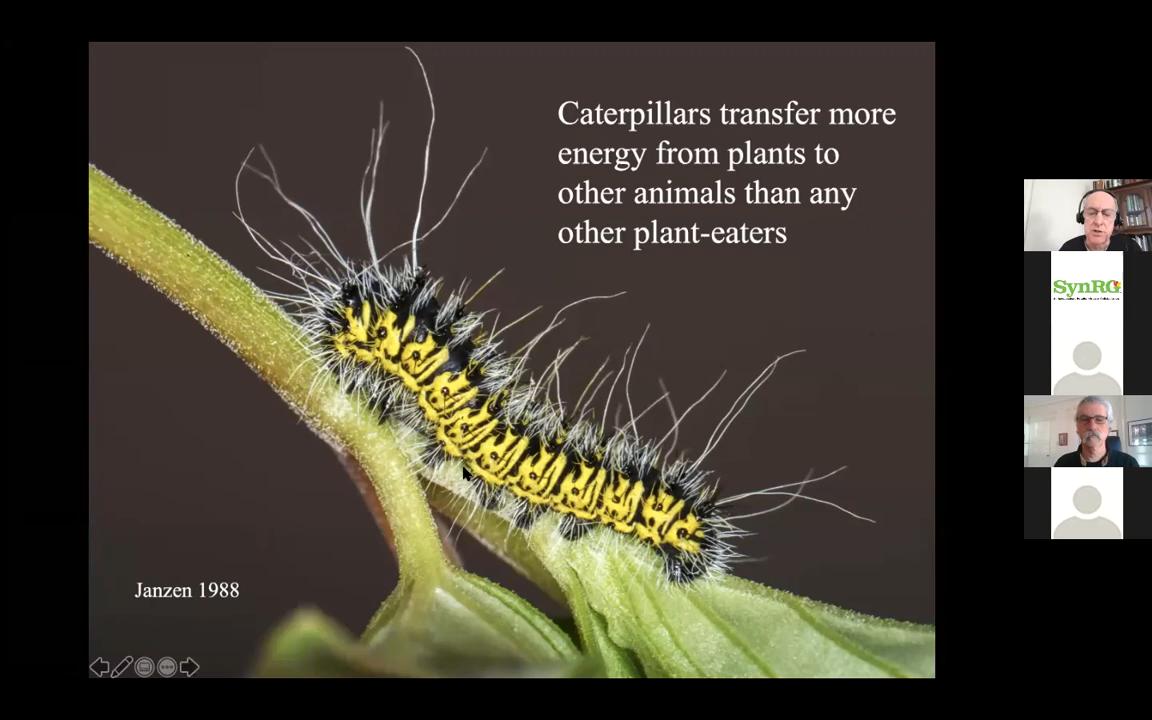 Caterpillars transfer more
energy from plants to
other animals than any
other plant-eaters
SynRG
Janzen 1988